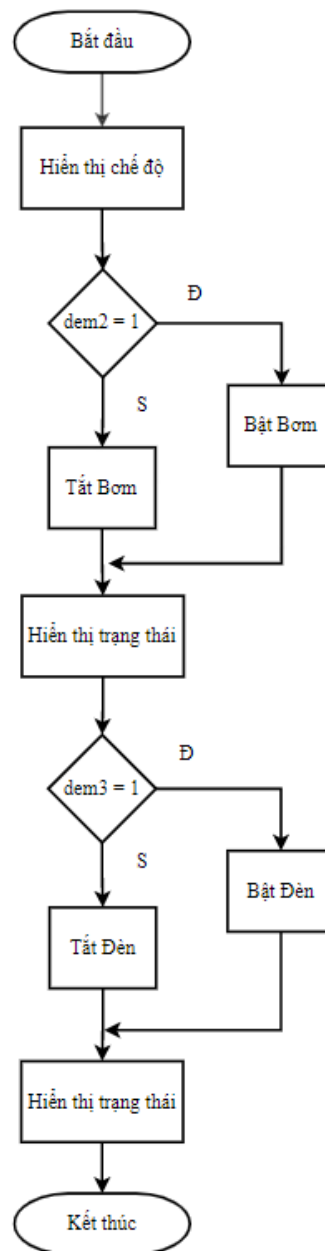 Bắt đầu
Hiển thị chế độ
Đ
dem2 = 1
S
Bật Bơm
Tắt Bơm
Hiển thị trạng thái
Đ
dem3 = 1
S
Bật Đèn
Tắt Đèn
Hiển thị trạng thái
Kết thúc